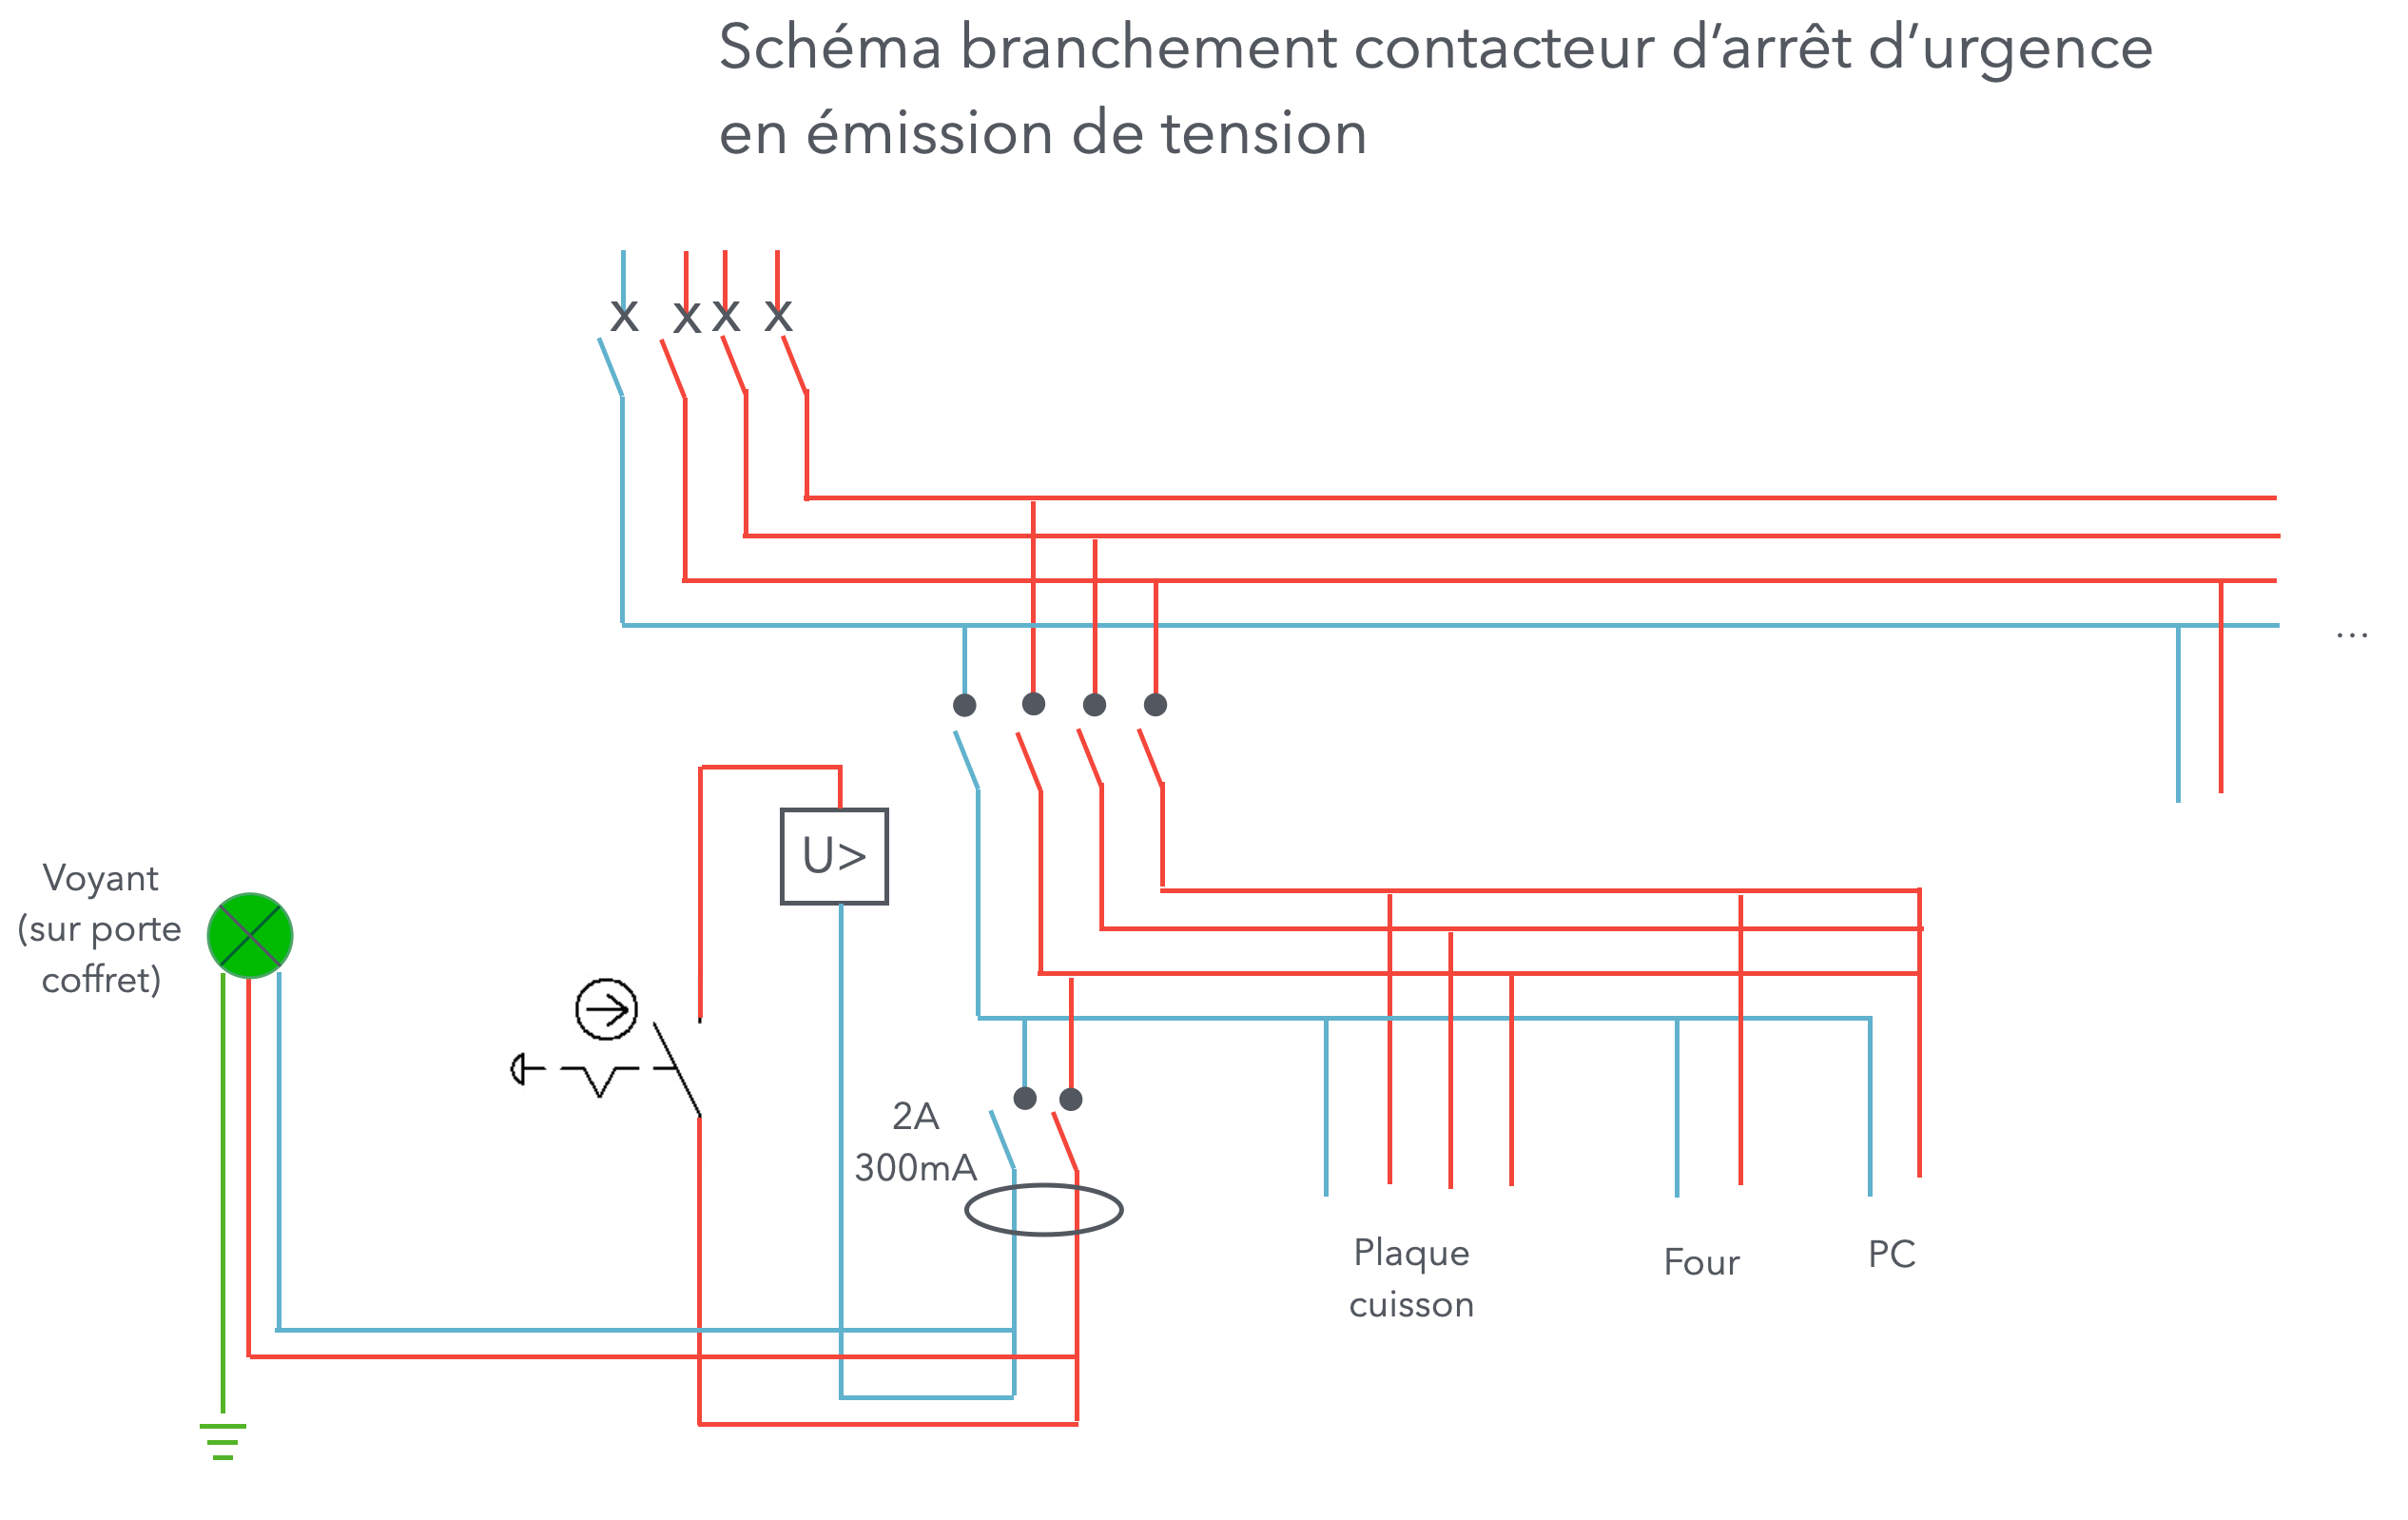 Schéma branchement contacteur d’arrêt d’urgence
en émission de tension
X X X X
...
U>
Voyant
(sur porte
coffret)
2A
300mA
Plaque
cuisson
Four
PC